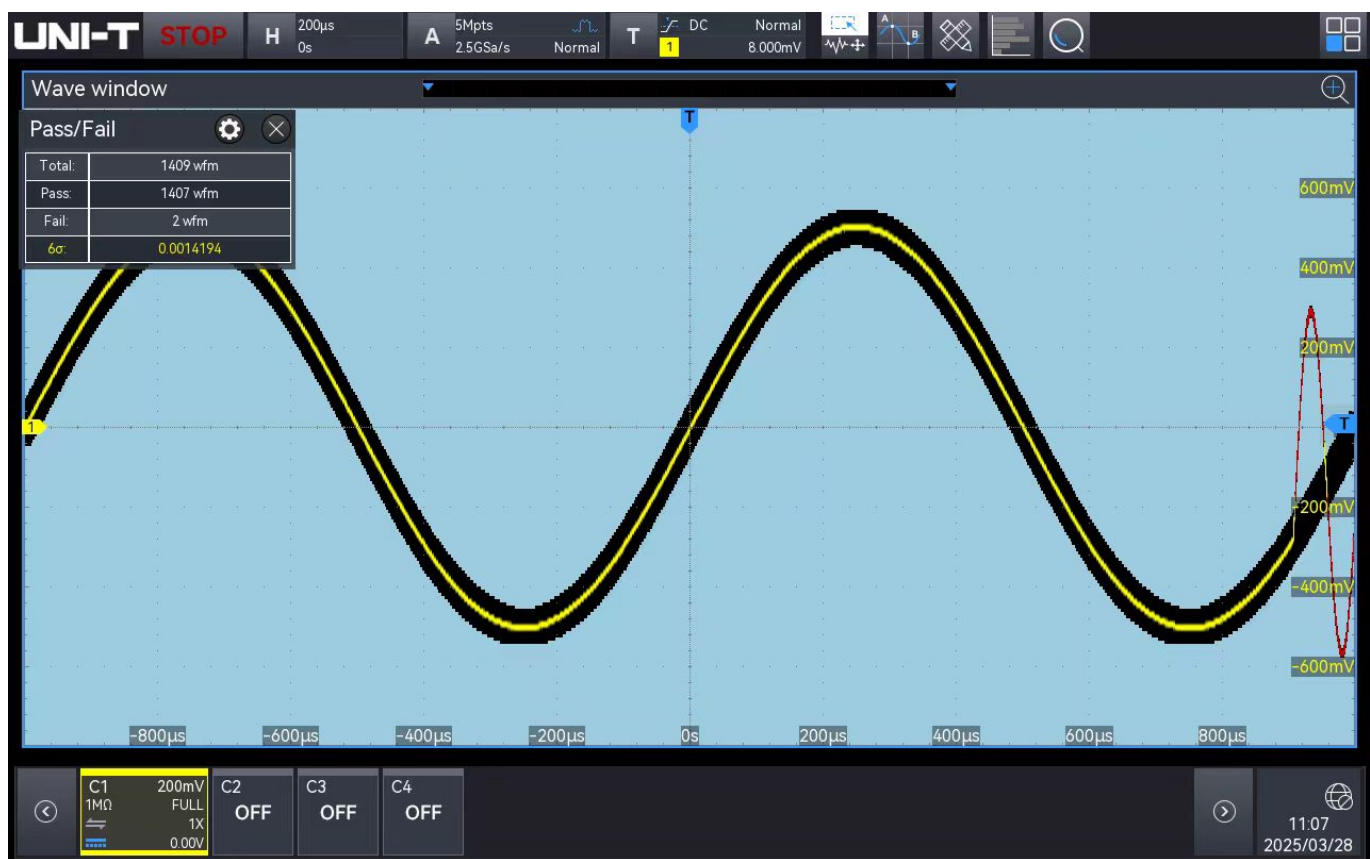 UNI-T STOP H 200μs A 5Mpts T DC Normal A B
0s 2.5GSa/s Normal 1 8.000mV
Wave window
T
Pass/Fail
Total: 1409 wfm
Pass: 1407 wfm
Fail: 2 wfm
6σ: 0.0014194
600mV
400mV
200mV
1 T
-200mV
-400mV
-600mV
-800μs -600μs -400μs -200μs 0s 200μs 400μs 600μs 800μs
C1 200mV C2 C3 C4
1MΩ FULL OFF OFF OFF
1X
0.00V
11:07
2025/03/28